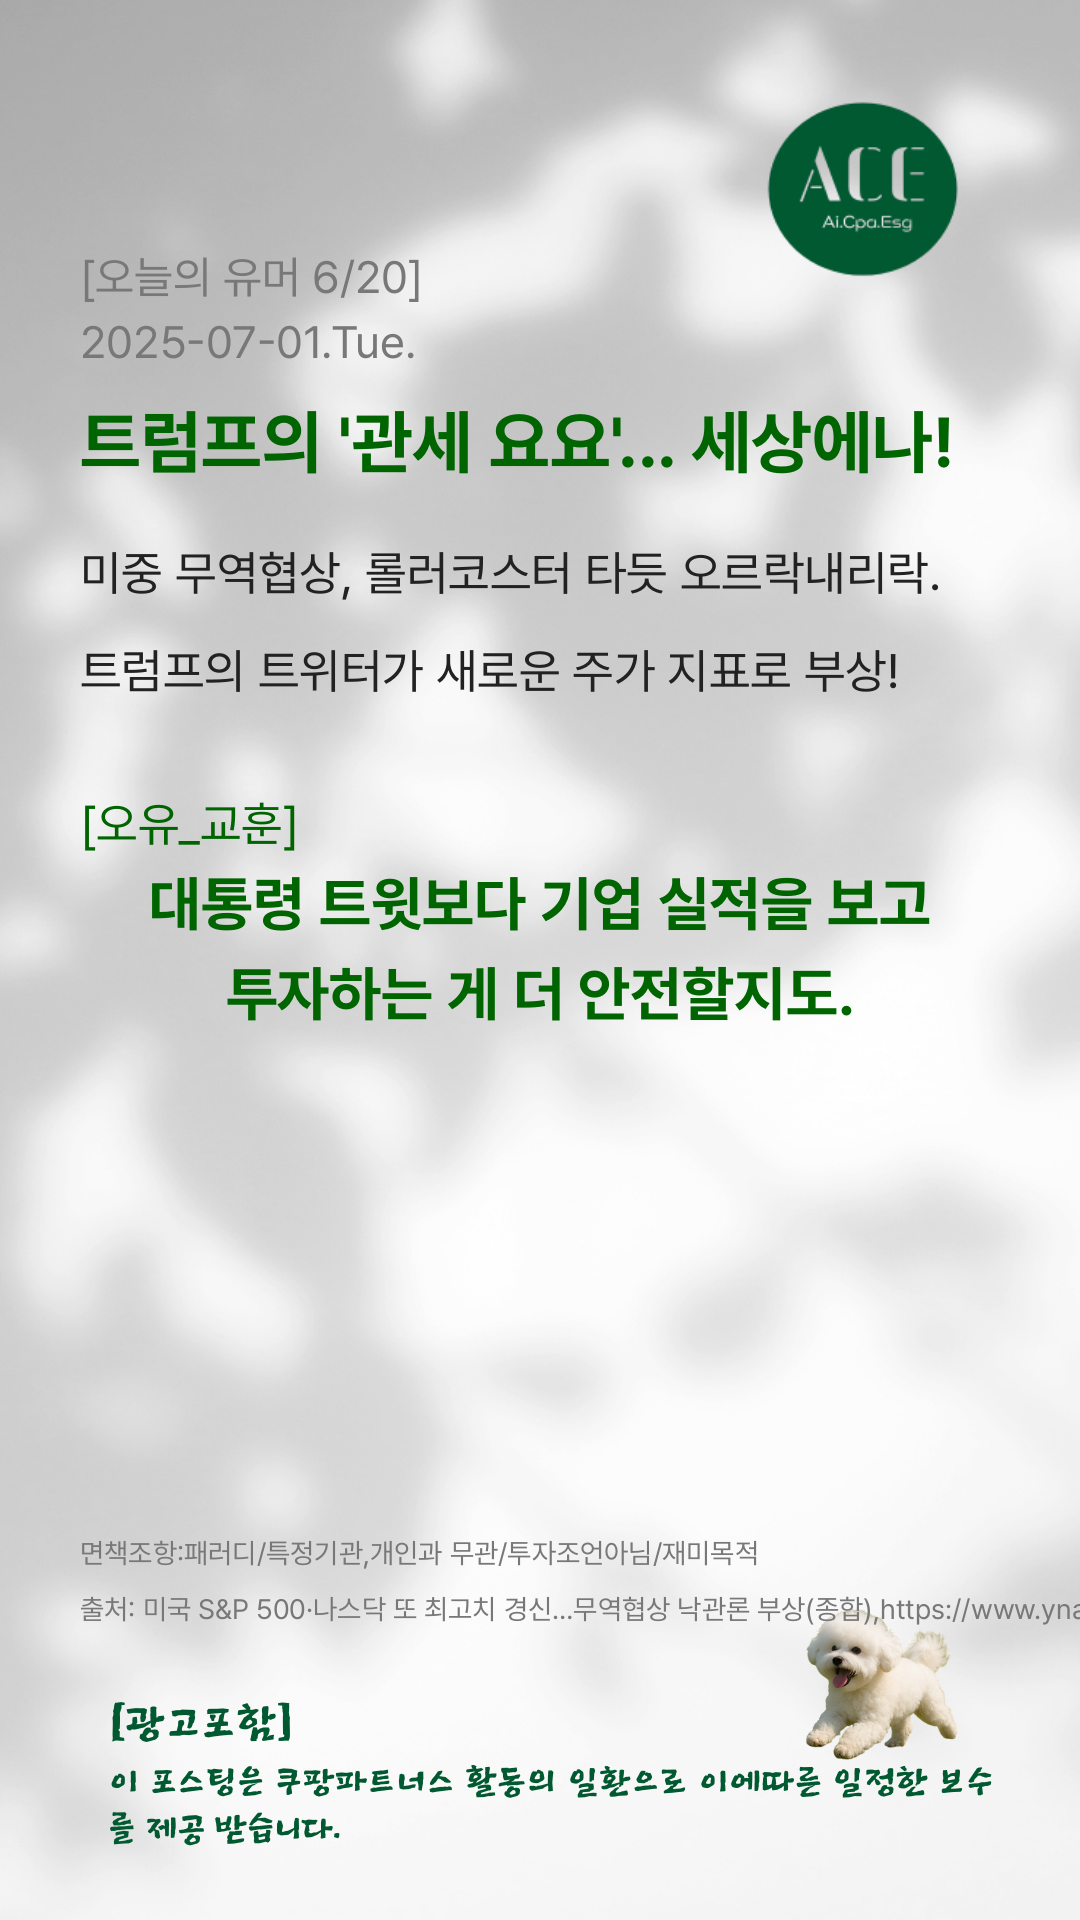 ACE
Ai.Cpa.Esg
[오늘의 유머 6/20]
2025-07-01.Tue.
트럼프의 '관세 요요'... 세상에나!
미중 무역협상, 롤러코스터 타듯 오르락내리락.
트럼프의 트위터가 새로운 주가 지표로 부상!
[오유_교훈]
대통령 트윗보다 기업 실적을 보고
투자하는 게 더 안전할지도.
면책조항:패러디/특정기관,개인과 무관/투자조언아님/재미목적
출처: 미국 S&P 500·나스닥 또 최고치 경신...무역협상 낙관론 부상(종합),https://www.yna
[광고포함]
이 포스팅은 쿠팡파트너스 활동의 일환으로 이에따른 일정한 보수
를 제공 받습니다.